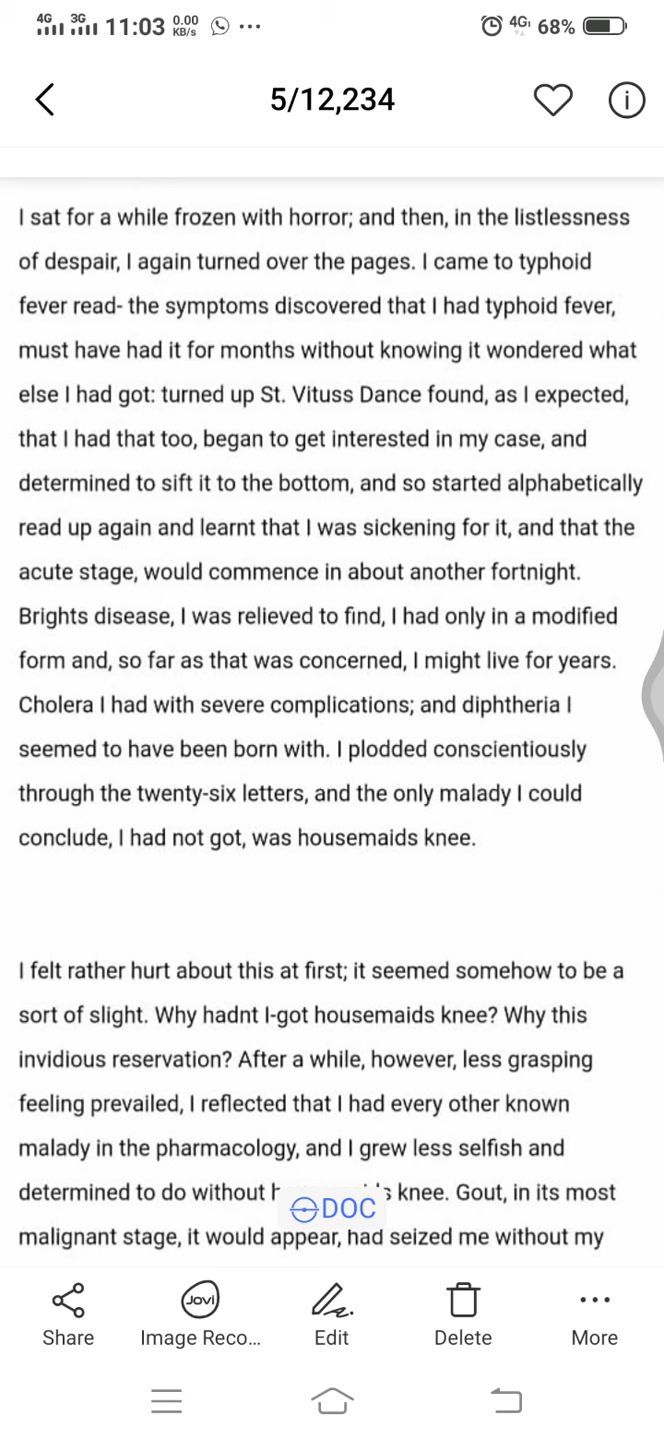 4G 3G 11:03 0.00 KB/s ... 4G 68%
5/12,234
I sat for a while frozen with horror; and then, in the listlessness
of despair, I again turned over the pages. I came to typhoid
fever read- the symptoms discovered that I had typhoid fever,
must have had it for months without knowing it wondered what
else I had got: turned up St. Vituss Dance found, as I expected,
that I had that too, began to get interested in my case, and
determined to sift it to the bottom, and so started alphabetically
read up again and learnt that I was sickening for it, and that the
acute stage, would commence in about another fortnight.
Brights disease, I was relieved to find, I had only in a modified
form and, so far as that was concerned, I might live for years.
Cholera I had with severe complications; and diphtheria I
seemed to have been born with. I plodded conscientiously
through the twenty-six letters, and the only malady I could
conclude, I had not got, was housemaids knee.
I felt rather hurt about this at first; it seemed somehow to be a
sort of slight. Why hadnt I-got housemaids knee? Why this
invidious reservation? After a while, however, less grasping
feeling prevailed, I reflected that I had every other known
malady in the pharmacology, and I grew less selfish and
determined to do without knee. Gout, in its most
DOC
malignant stage, it would appear, had seized me without my
Share Jovi Image Reco... Edit Delete More